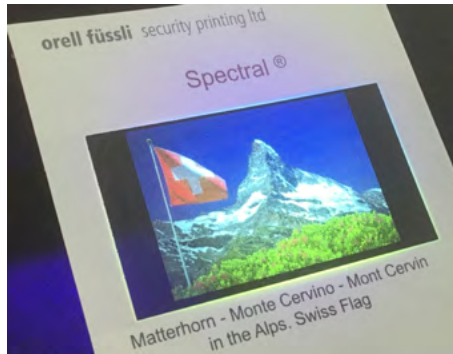 orell füssli security printing ltd
Spectral ®
Matterhorn - Monte Cervino - Mont Cervin
in the Alps. Swiss Flag